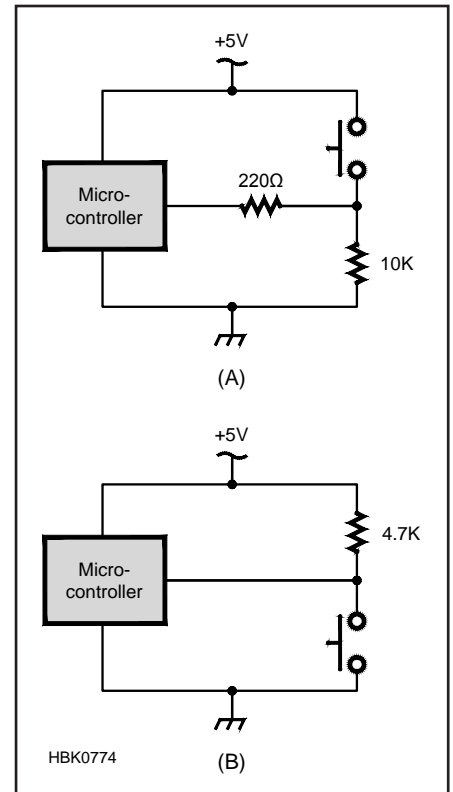 +5V
Micro-
controller
220Ω
10K
(A)
+5V
4.7K
Micro-
controller
HBK0774
(B)